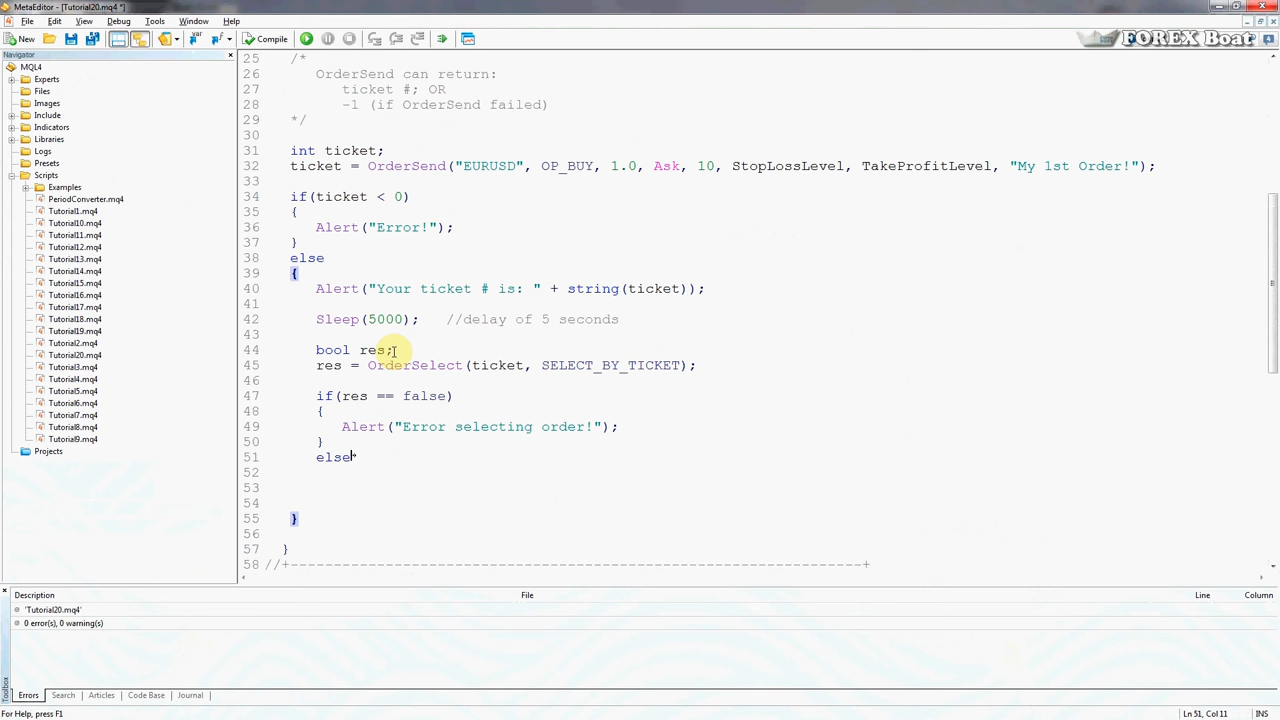 MetaEditor - [Tutorial20.mq4 *]
File Edit View Debug Tools Window Help
New Compile FOREX Boat
Navigator
MQL4
Experts
Files
Images
Include
Indicators
Libraries
Logs
Presets
Scripts
Examples
PeriodConverter.mq4
Tutorial1.mq4
Tutorial10.mq4
Tutorial11.mq4
Tutorial12.mq4
Tutorial13.mq4
Tutorial14.mq4
Tutorial15.mq4
Tutorial16.mq4
Tutorial17.mq4
Tutorial18.mq4
Tutorial19.mq4
Tutorial2.mq4
Tutorial20.mq4
Tutorial3.mq4
Tutorial4.mq4
Tutorial5.mq4
Tutorial6.mq4
Tutorial7.mq4
Tutorial8.mq4
Tutorial9.mq4
Projects
25 /*
26 OrderSend can return:
27 ticket #; OR
28 -1 (if OrderSend failed)
29 */
30
31 int ticket;
32 ticket = OrderSend("EURUSD", OP_BUY, 1.0, Ask, 10, StopLossLevel, TakeProfitLevel, "My 1st Order!");
33
34 if(ticket < 0)
35 {
36 Alert("Error!");
37 }
38 else
39 {
40 Alert("Your ticket # is: " + string(ticket));
41
42 Sleep(5000); //delay of 5 seconds
43
44 bool res;
45 res = OrderSelect(ticket, SELECT_BY_TICKET);
46
47 if(res == false)
48 {
49 Alert("Error selecting order!");
50 }
51 else
52
53
54
55 }
56
57 }
58 //+------------------------------------------------------------------+
Description File Line Column
'Tutorial20.mq4'
0 error(s), 0 warning(s)
Toolbox
Errors Search Articles Code Base Journal
For Help, press F1 Ln 51, Col 11 INS